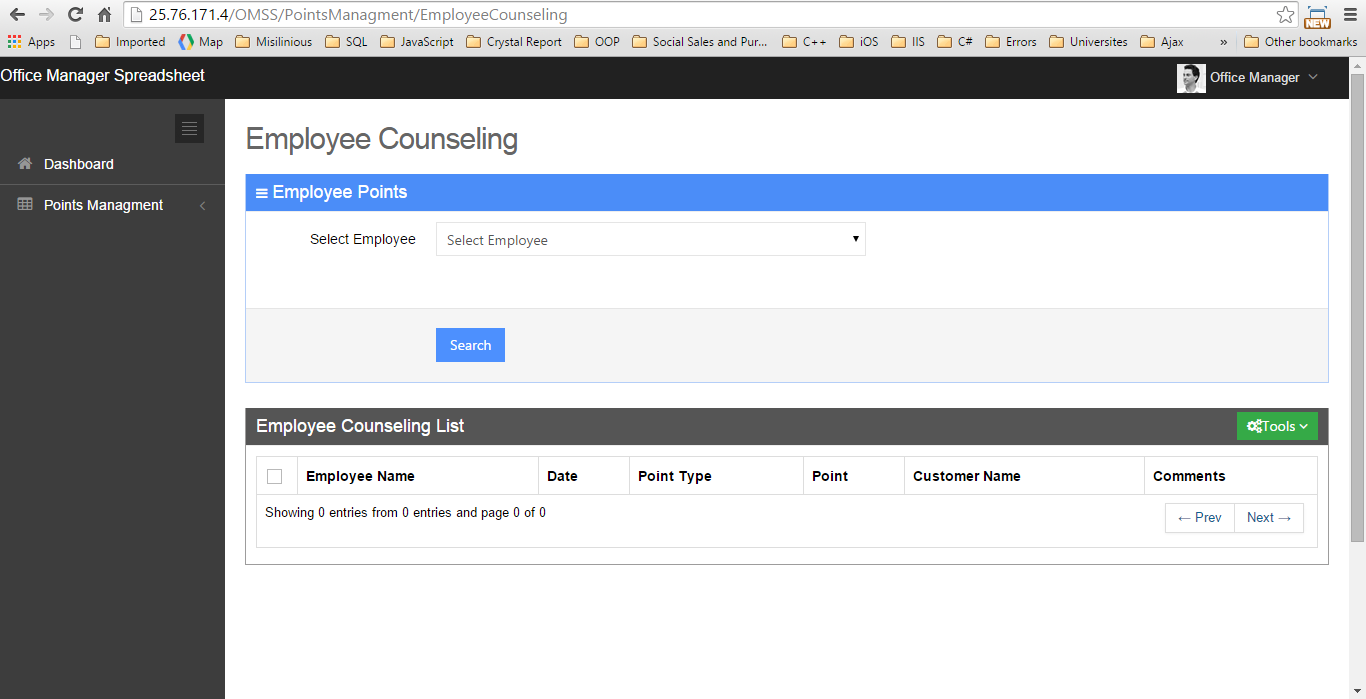 25.76.171.4/OMSS/PointsManagment/EmployeeCounseling
NEW
Apps Imported Map Misilinious SQL JavaScript Crystal Report OOP Social Sales and Pur... C++ iOS IIS C# Errors Universites Ajax » Other bookmarks
Office Manager Spreadsheet
Office Manager
Dashboard
Points Managment
Employee Counseling
Employee Points
Select Employee
Select Employee
Search
Employee Counseling List
Tools
Employee Name Date Point Type Point Customer Name Comments
Showing 0 entries from 0 entries and page 0 of 0
← Prev Next →